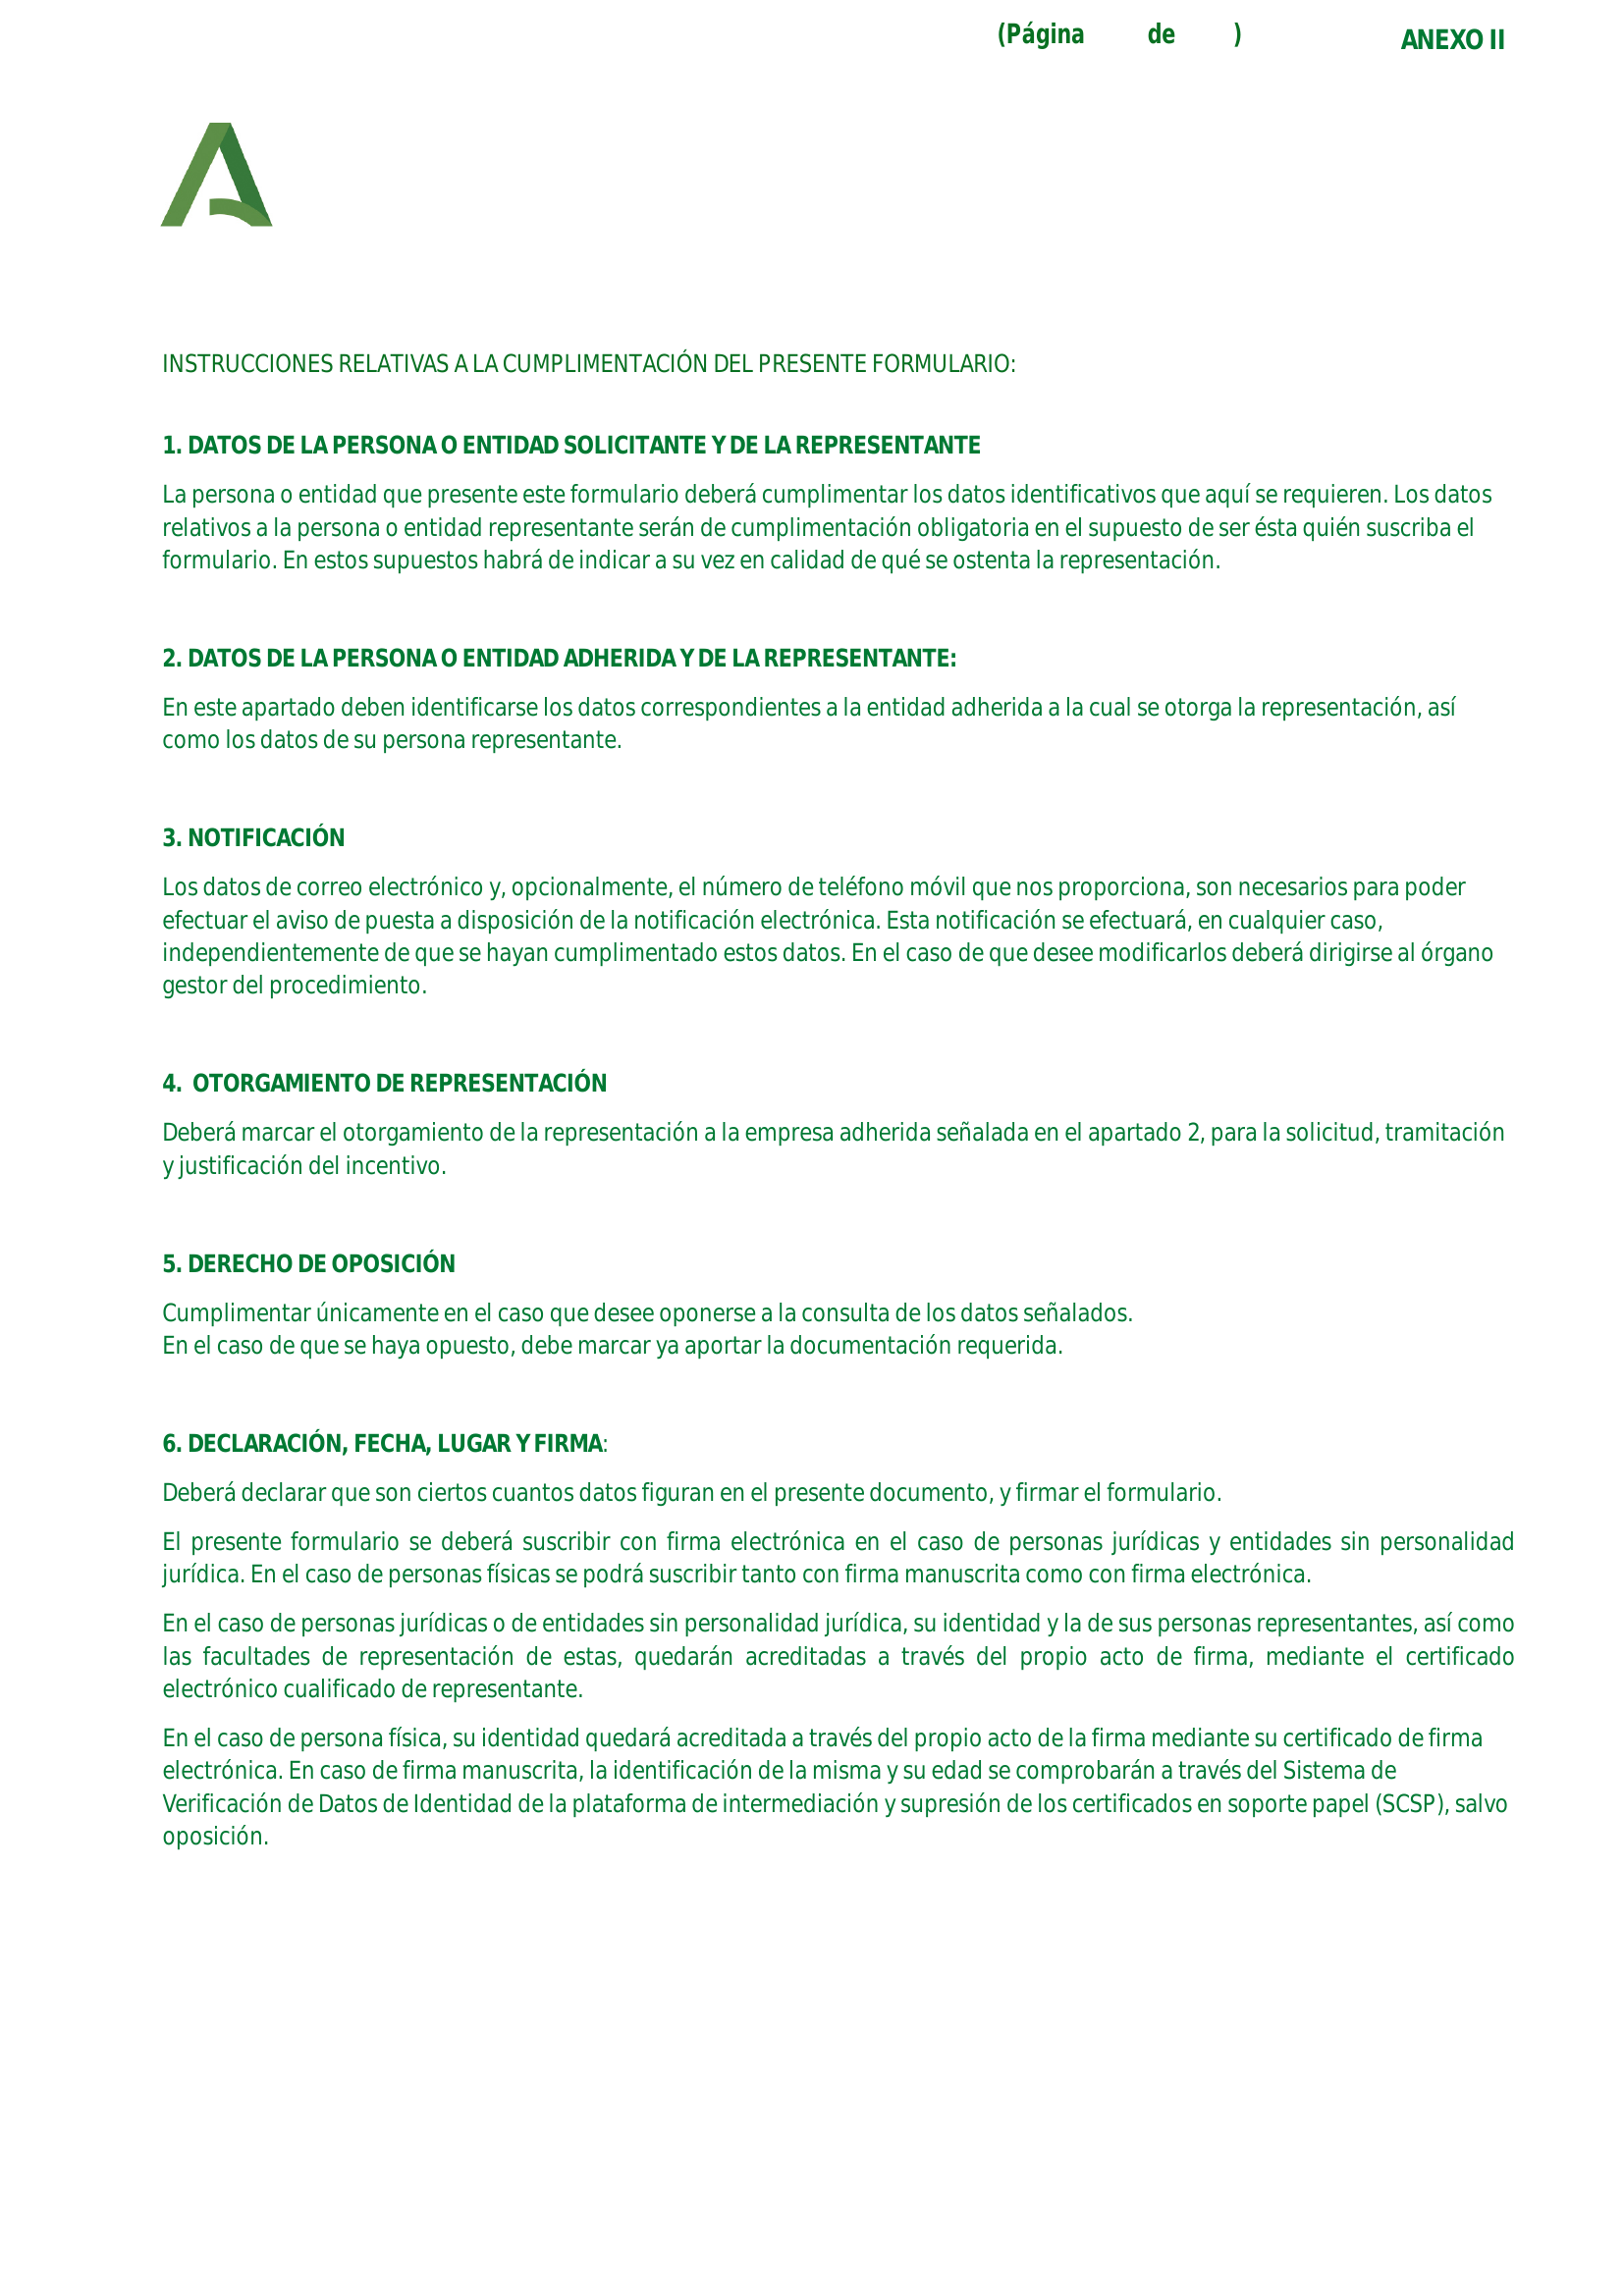 (Página de )
ANEXO II
INSTRUCCIONES RELATIVAS A LA CUMPLIMENTACIÓN DEL PRESENTE FORMULARIO:
1. DATOS DE LA PERSONA O ENTIDAD SOLICITANTE Y DE LA REPRESENTANTE
La persona o entidad que presente este formulario deberá cumplimentar los datos identificativos que aquí se requieren. Los datos
relativos a la persona o entidad representante serán de cumplimentación obligatoria en el supuesto de ser ésta quién suscriba el
formulario. En estos supuestos habrá de indicar a su vez en calidad de qué se ostenta la representación.
2. DATOS DE LA PERSONA O ENTIDAD ADHERIDA Y DE LA REPRESENTANTE:
En este apartado deben identificarse los datos correspondientes a la entidad adherida a la cual se otorga la representación, así
como los datos de su persona representante.
3. NOTIFICACIÓN
Los datos de correo electrónico y, opcionalmente, el número de teléfono móvil que nos proporciona, son necesarios para poder
efectuar el aviso de puesta a disposición de la notificación electrónica. Esta notificación se efectuará, en cualquier caso,
independientemente de que se hayan cumplimentado estos datos. En el caso de que desee modificarlos deberá dirigirse al órgano
gestor del procedimiento.
4. OTORGAMIENTO DE REPRESENTACIÓN
Deberá marcar el otorgamiento de la representación a la empresa adherida señalada en el apartado 2, para la solicitud, tramitación
y justificación del incentivo.
5. DERECHO DE OPOSICIÓN
Cumplimentar únicamente en el caso que desee oponerse a la consulta de los datos señalados.
En el caso de que se haya opuesto, debe marcar ya aportar la documentación requerida.
6. DECLARACIÓN, FECHA, LUGAR Y FIRMA:
Deberá declarar que son ciertos cuantos datos figuran en el presente documento, y firmar el formulario.
El presente formulario se deberá suscribir con firma electrónica en el caso de personas jurídicas y entidades sin personalidad
jurídica. En el caso de personas físicas se podrá suscribir tanto con firma manuscrita como con firma electrónica.
En el caso de personas jurídicas o de entidades sin personalidad jurídica, su identidad y la de sus personas representantes, así como
las facultades de representación de estas, quedarán acreditadas a través del propio acto de firma, mediante el certificado
electrónico cualificado de representante.
En el caso de persona física, su identidad quedará acreditada a través del propio acto de la firma mediante su certificado de firma
electrónica. En caso de firma manuscrita, la identificación de la misma y su edad se comprobarán a través del Sistema de
Verificación de Datos de Identidad de la plataforma de intermediación y supresión de los certificados en soporte papel (SCSP), salvo
oposición.